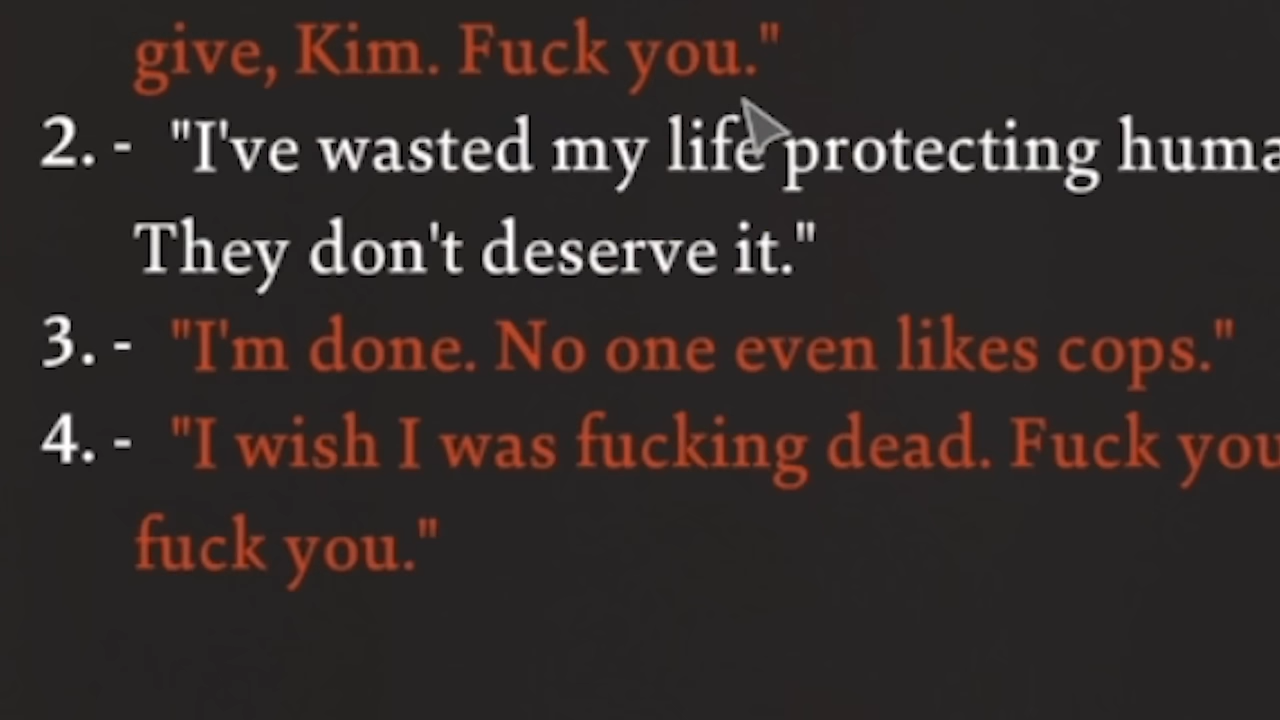 give, Kim. Fuck you."
2. - "I've wasted my life protecting huma
They don't deserve it."
3. - "I'm done. No one even likes cops."
4. - "I wish I was fucking dead. Fuck you
fuck you."